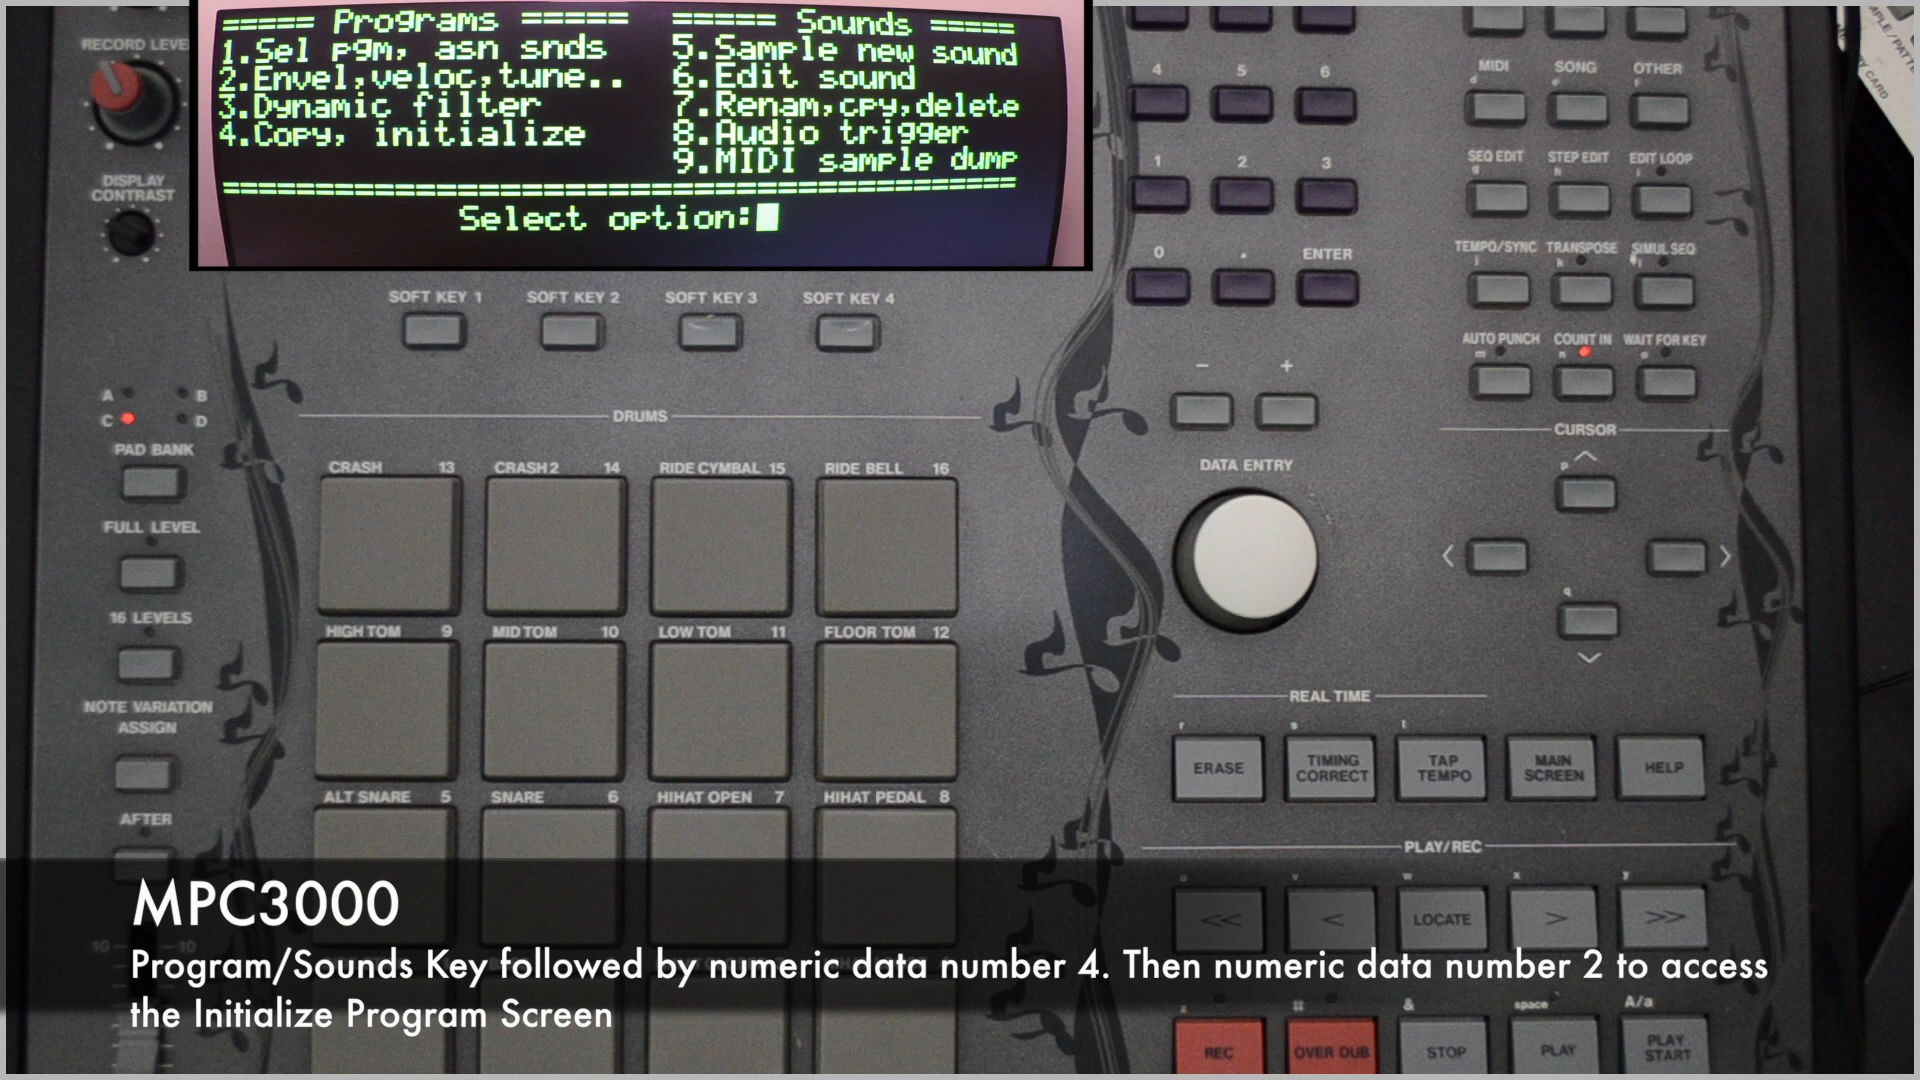 ===== Programs =====
===== Sounds =====
1.Sel pgm, asn snds
5.Sample new sound
2.Envel,veloc,tune..
6.Edit sound
3.Dynamic filter
7.Renam,cpy,delete
4.Copy, initialize
8.Audio trigger
9.MIDI sample dump
Select option:
RECORD LEVE
DISPLAY
CONTRAST
4 5 6
MIDI SONG OTHER
d e f
1 2 3
SEQ EDIT STEP EDIT EDIT LOOP
g h i
0 . ENTER
TEMPO/SYNC TRANSPOSE SIMUL SEQ
j k l
SOFT KEY 1 SOFT KEY 2 SOFT KEY 3 SOFT KEY 4
AUTO PUNCH COUNT IN WAIT FOR KEY
m n o
- +
A B
C D
DRUMS
CURSOR
PAD BANK
DATA ENTRY
p
CRASH 13 CRASH 2 14 RIDE CYMBAL 15 RIDE BELL 16
FULL LEVEL
< >
q
16 LEVELS
HIGH TOM 9 MID TOM 10 LOW TOM 11 FLOOR TOM 12
NOTE VARIATION
ASSIGN
REAL TIME
r s t
ERASE
TIMING
CORRECT
TAP
TEMPO
MAIN
SCREEN
HELP
ALT SNARE 5 SNARE 6 HIHAT OPEN 7 HIHAT PEDAL 8
AFTER
PLAY/REC
u v w x y
<< < LOCATE > >>
10 10
MPC3000
Program/Sounds Key followed by numeric data number 4. Then numeric data number 2 to access
the Initialize Program Screen
z # & space A/a
REC OVER DUB STOP PLAY
PLAY
START
CARD